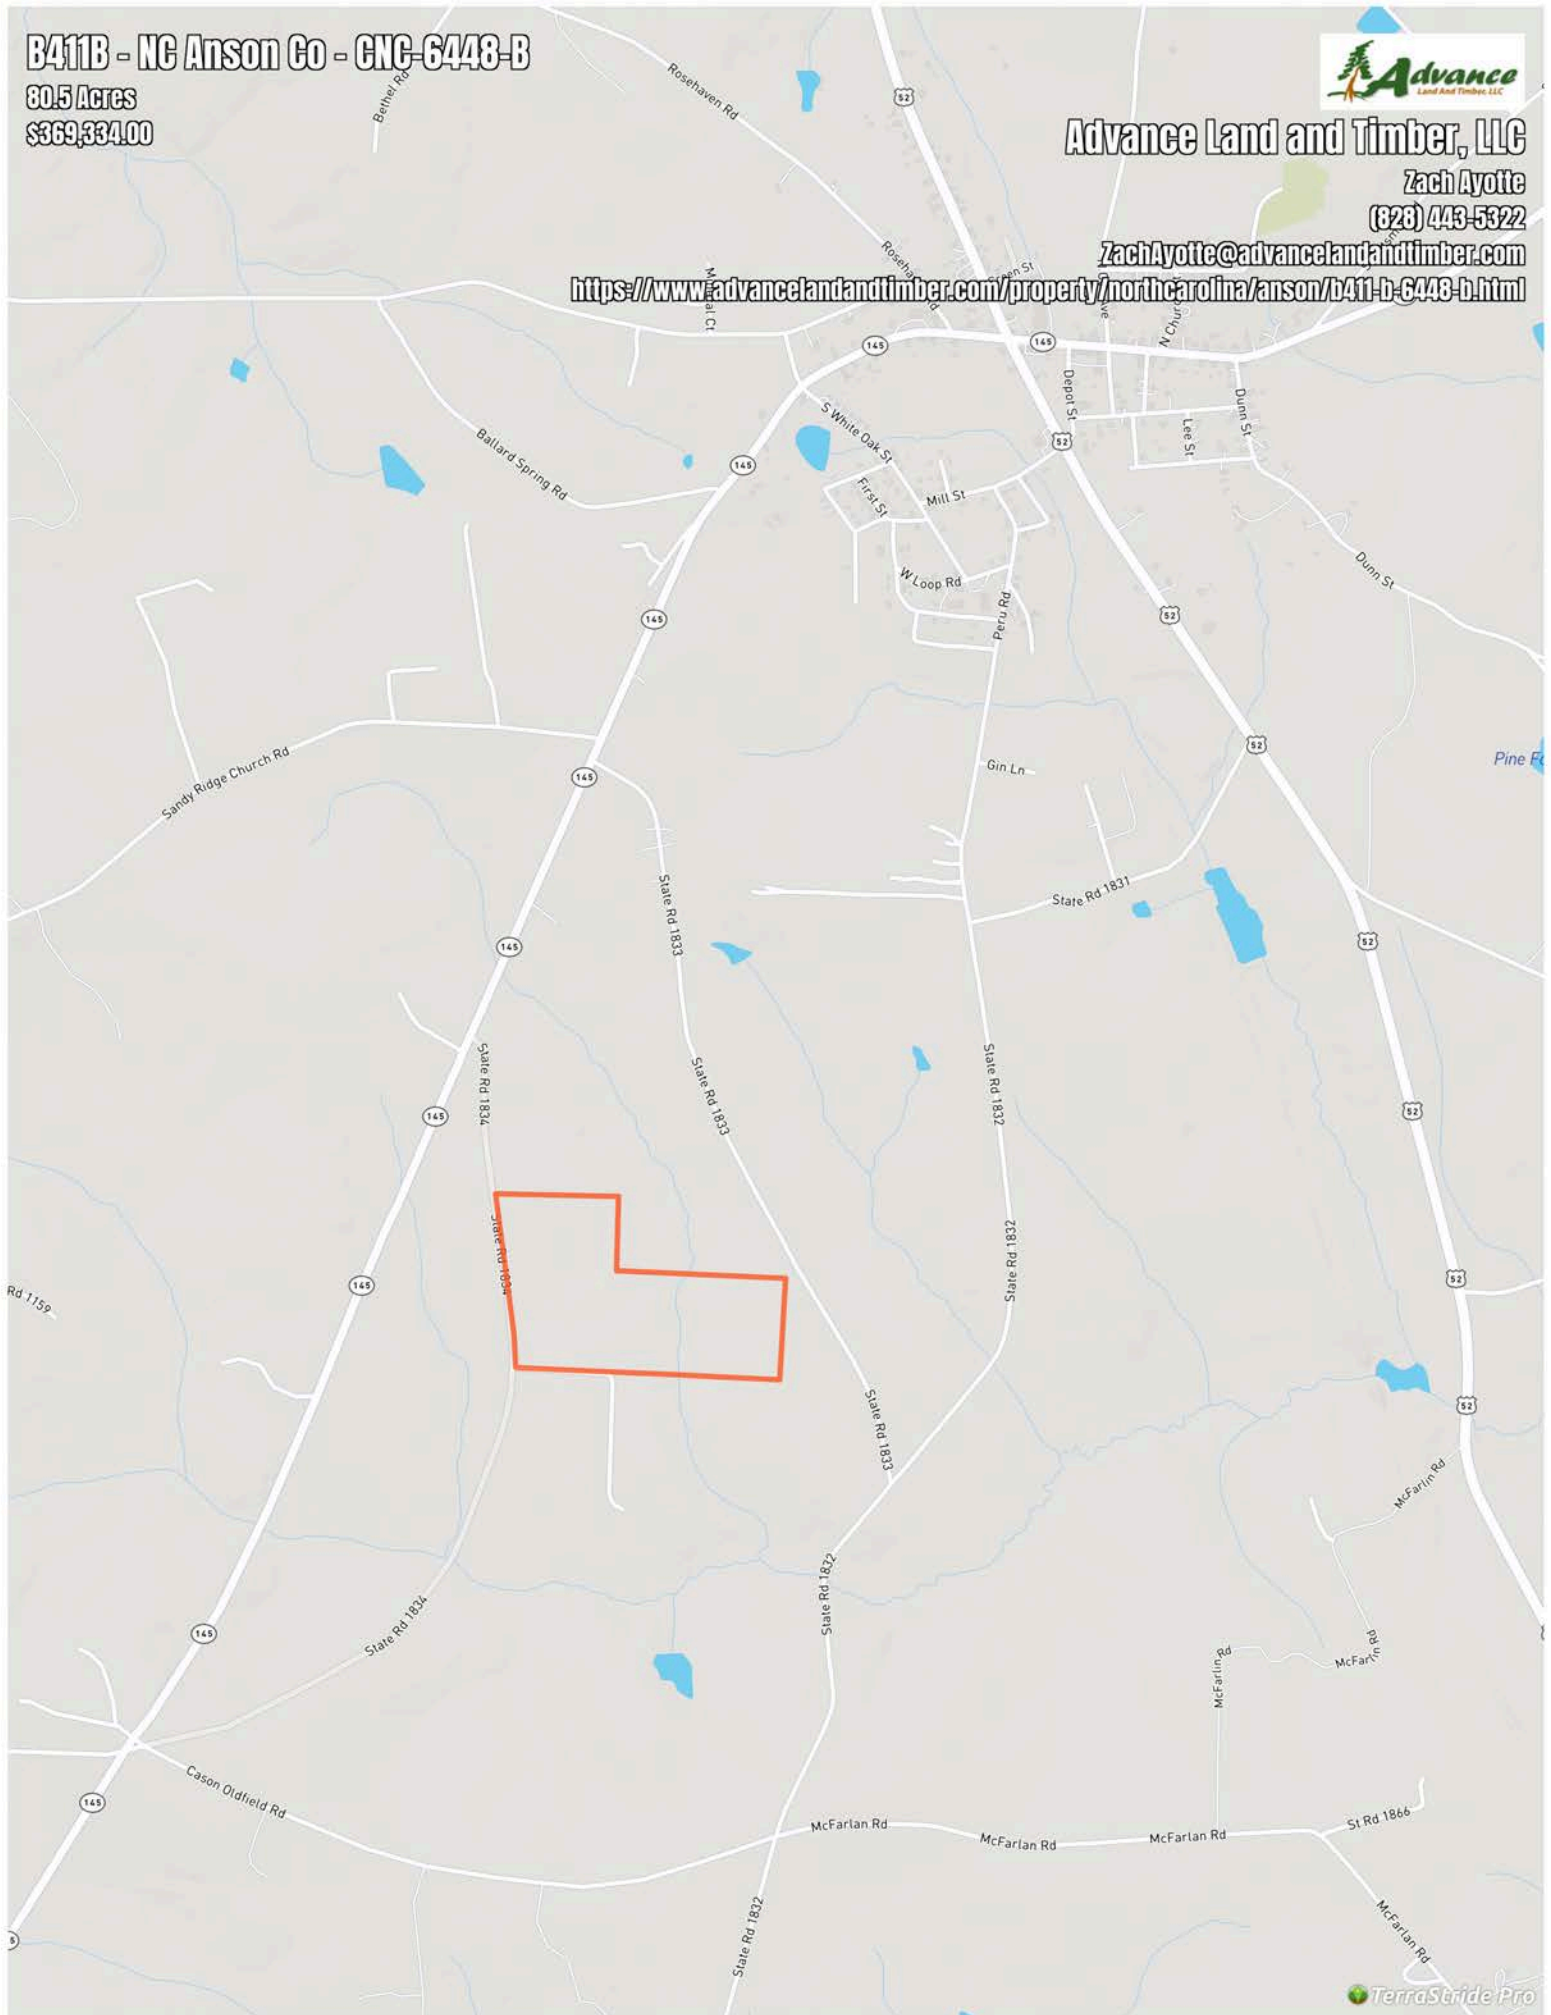 B411B - NC Anson Co - CNC-6448-B
80.5 Acres
$369,334.00
Advance
Land And Timber, LLC
Advance Land and Timber, LLC
Zach Ayotte
(828) 443-5322
ZachAyotte@advancelandandtimber.com
https://www.advancelandandtimber.com/property/northcarolina/anson/b411-b-6448-b.html
Bethel Rd
Rosehaven Rd
52
Green St
145
145
Depot St
Dunn St
S White Oak St
Lee St
52
Ballard Spring Rd
145
First St
Mill St
Dunn St
W Loop Rd
Peru Rd
145
52
Sandy Ridge Church Rd
52
Gin Ln
145
State Rd 1833
State Rd 1831
145
52
State Rd 1834
State Rd 1833
State Rd 1832
145
52
State Rd 1834
State Rd 1832
Rd 1159
145
52
State Rd 1833
52
McFarlin Rd
State Rd 1832
State Rd 1834
145
McFarlin Rd
McFarlin Rd
Cason Oldfield Rd
145
McFarlan Rd
McFarlan Rd
McFarlan Rd
St Rd 1866
State Rd 1832
McFarlan Rd
TerraStride Pro